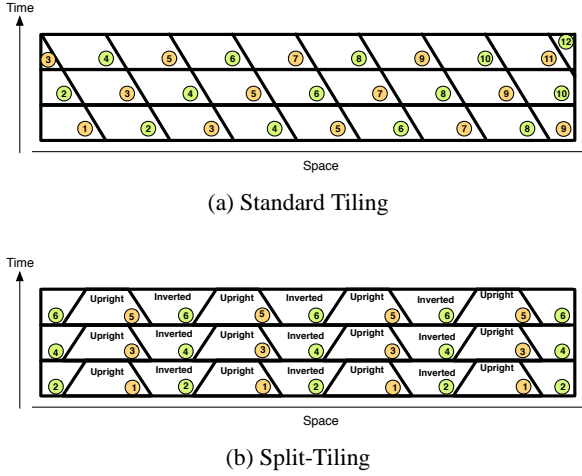 Time
3 4 5 6 7 8 9 10 11 12
2 3 4 5 6 7 8 9 10
1 2 3 4 5 6 7 8 9
Space
(a) Standard Tiling
Time
Upright Inverted Upright Inverted Upright Inverted Upright
6 5 6 5 6 5 6 5 6
Upright Inverted Upright Inverted Upright Inverted Upright
4 3 4 3 4 3 4 3 4
Upright Inverted Upright Inverted Upright Inverted Upright
2 1 2 1 2 1 2 1 2
Space
(b) Split-Tiling